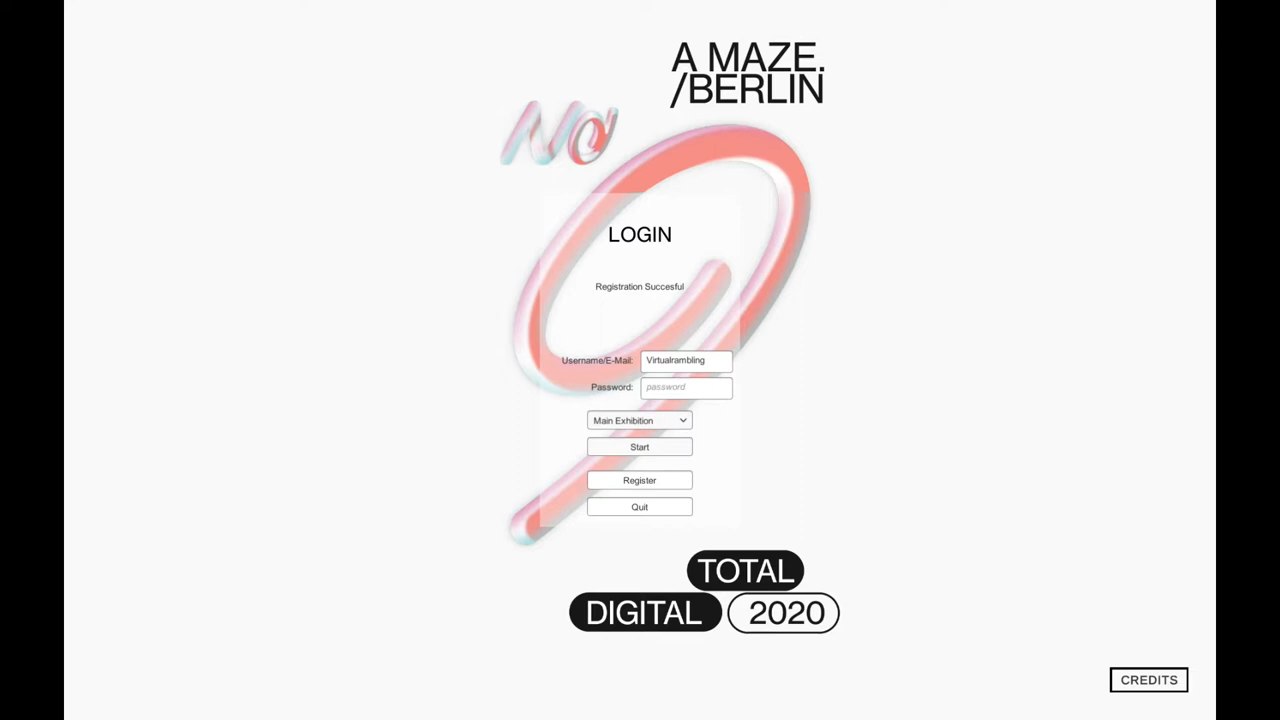 A MAZE.
/BERLIN
No
9
LOGIN
Registration Succesful
Username/E-Mail: Virtualrambling
Password: password
Main Exhibition
Start
Register
Quit
TOTAL
DIGITAL 2020
CREDITS